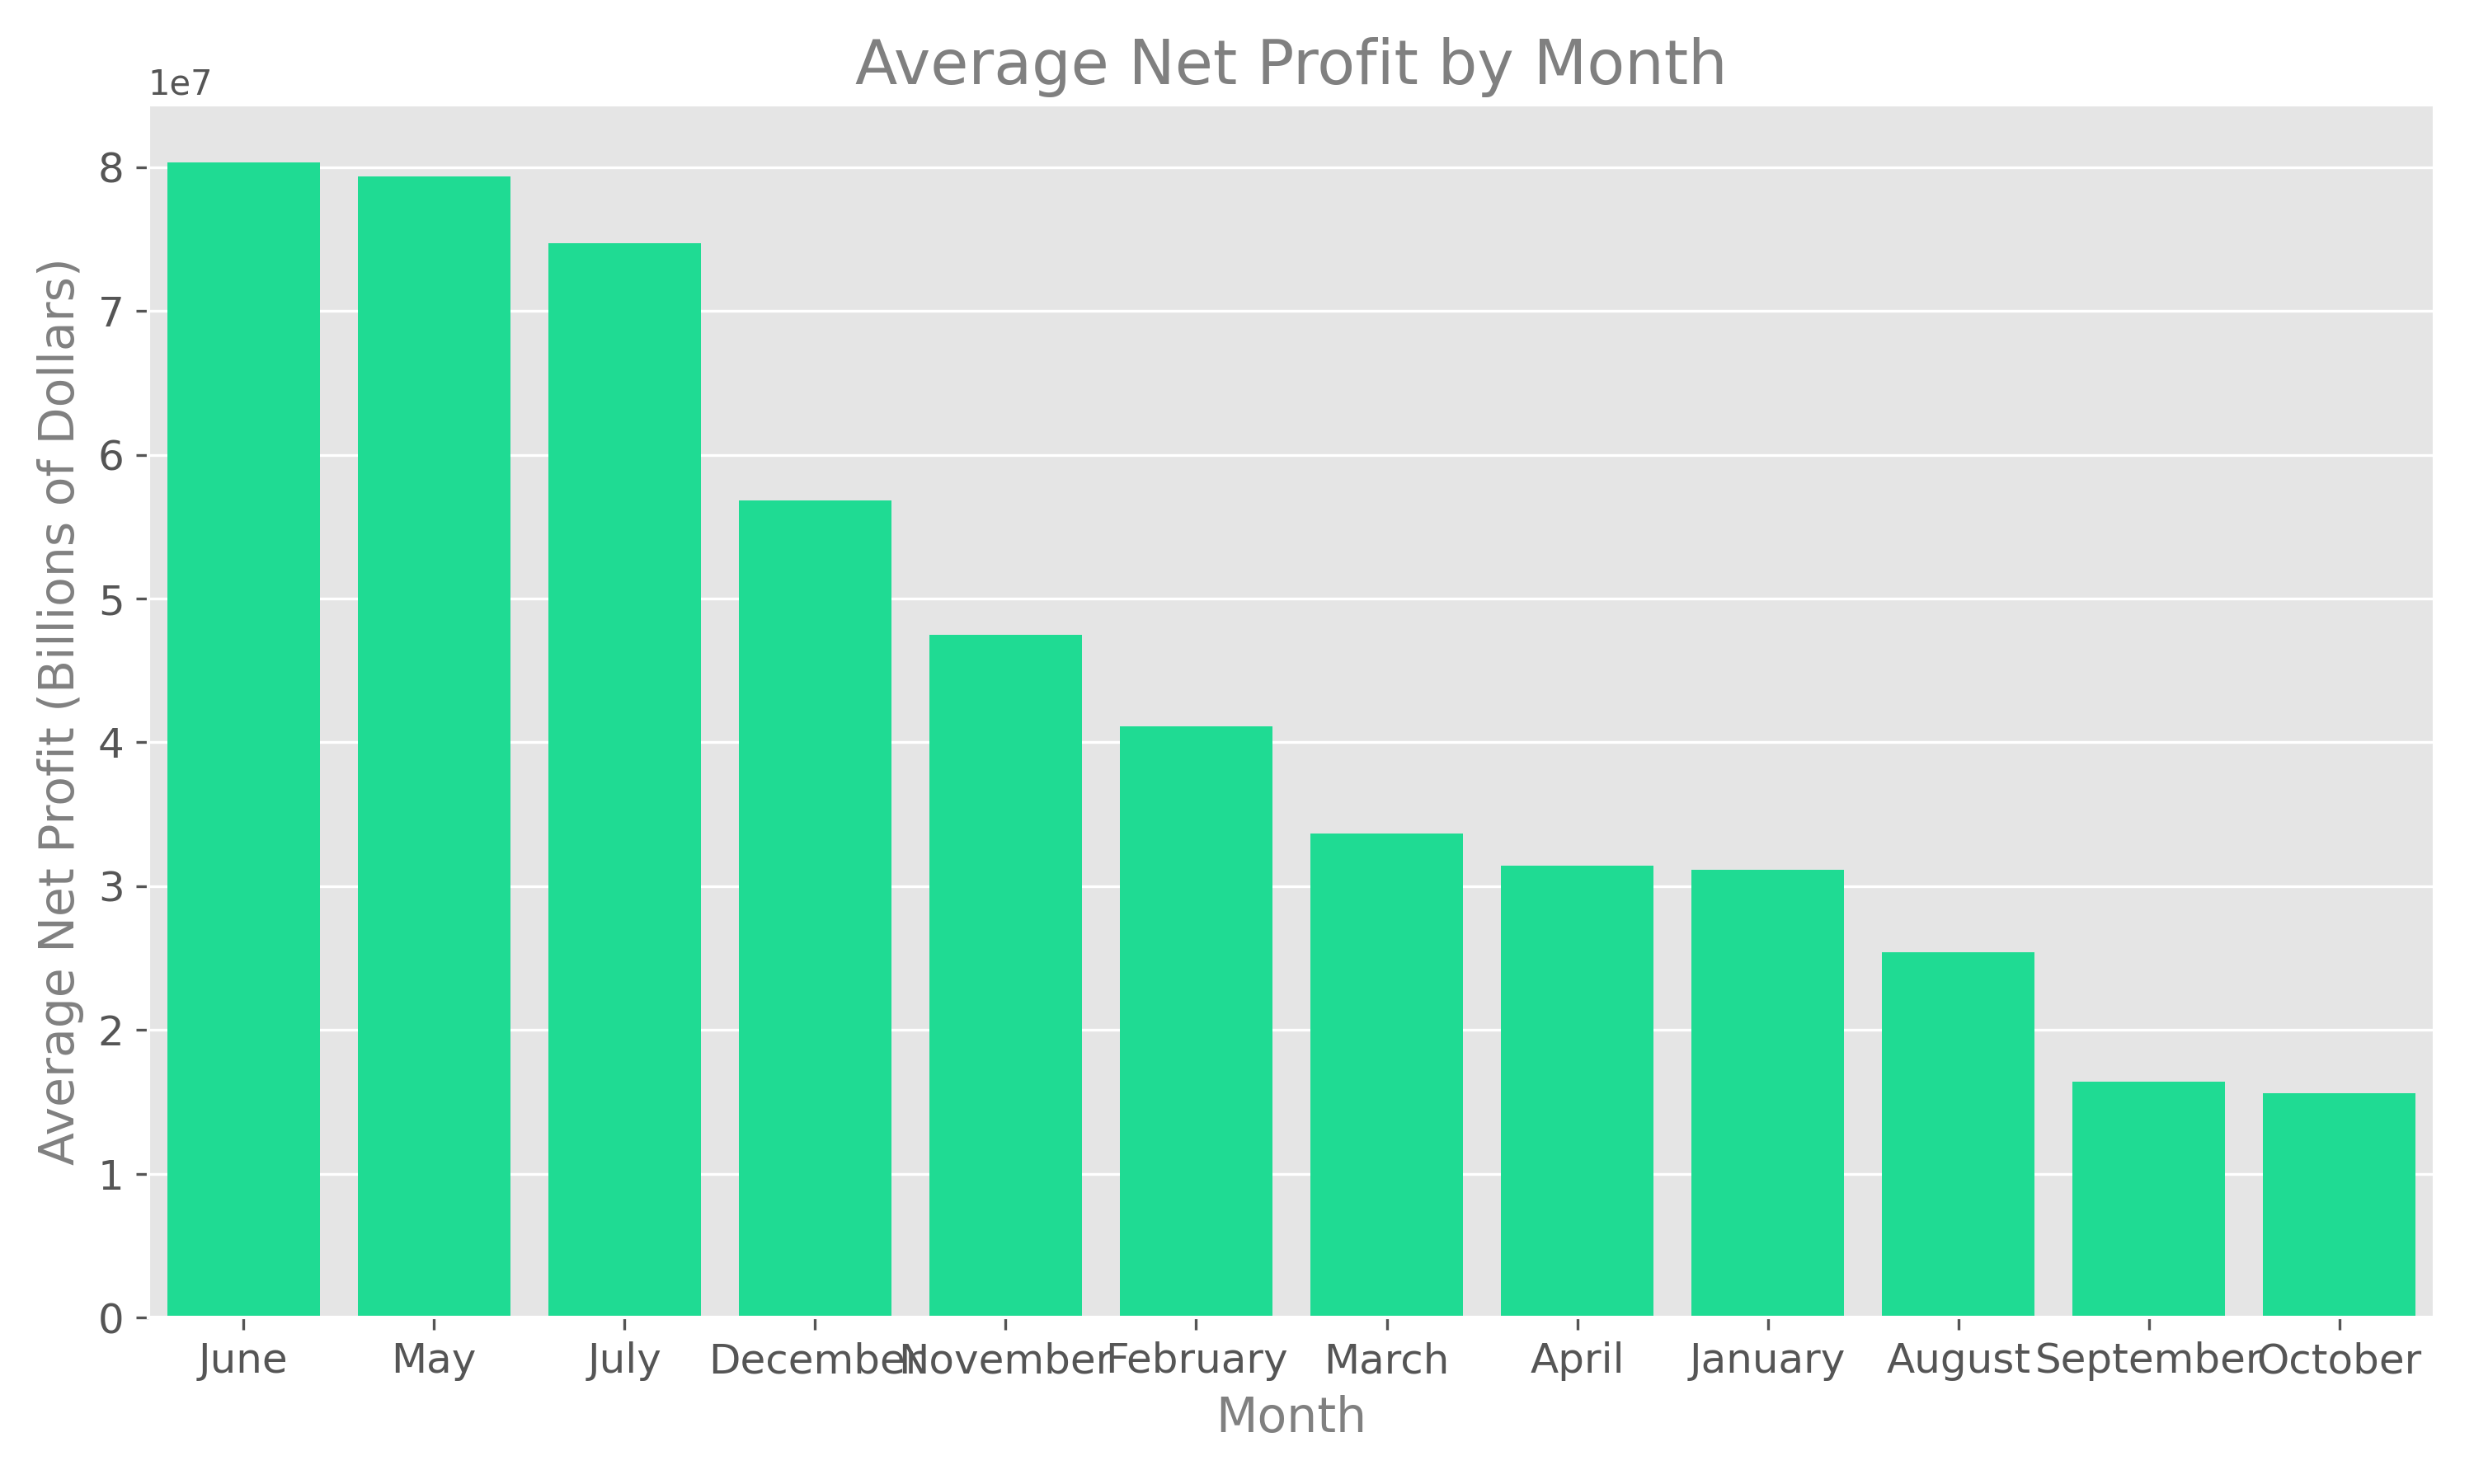 Average Net Profit by Month
1e7
Average Net Profit (Billions of Dollars)
8
7
6
5
4
3
2
1
0
June May July December November February March April January August September October
Month